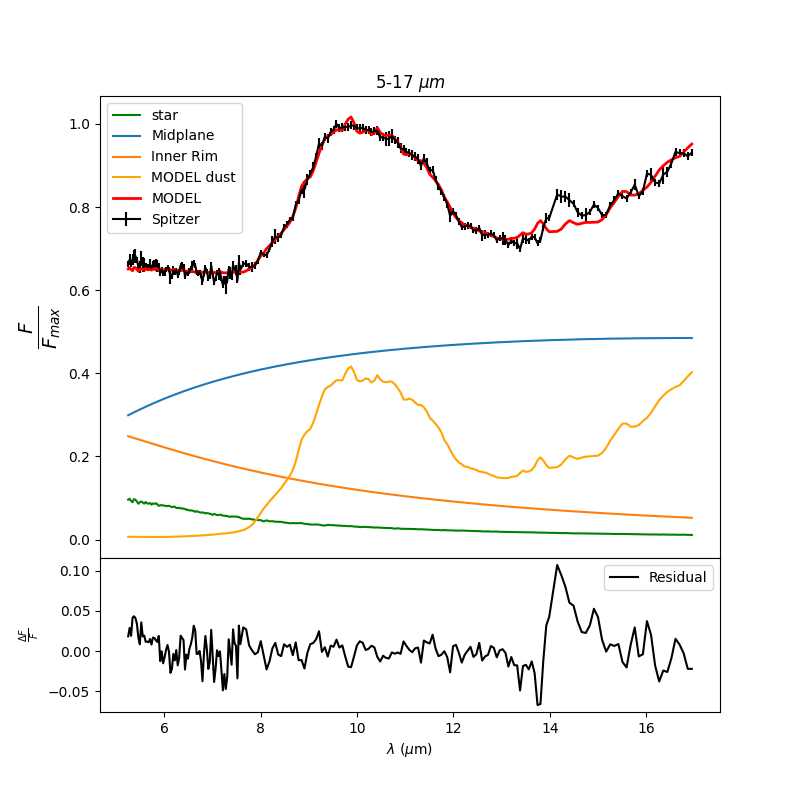 5-17 μm
star
Midplane
Inner Rim
MODEL dust
MODEL
Spitzer
1.0
0.8
0.6
0.4
0.2
0.0
F
F_max
Residual
0.10
0.05
0.00
−0.05
ΔF
F
6 8 10 12 14 16
λ (μm)